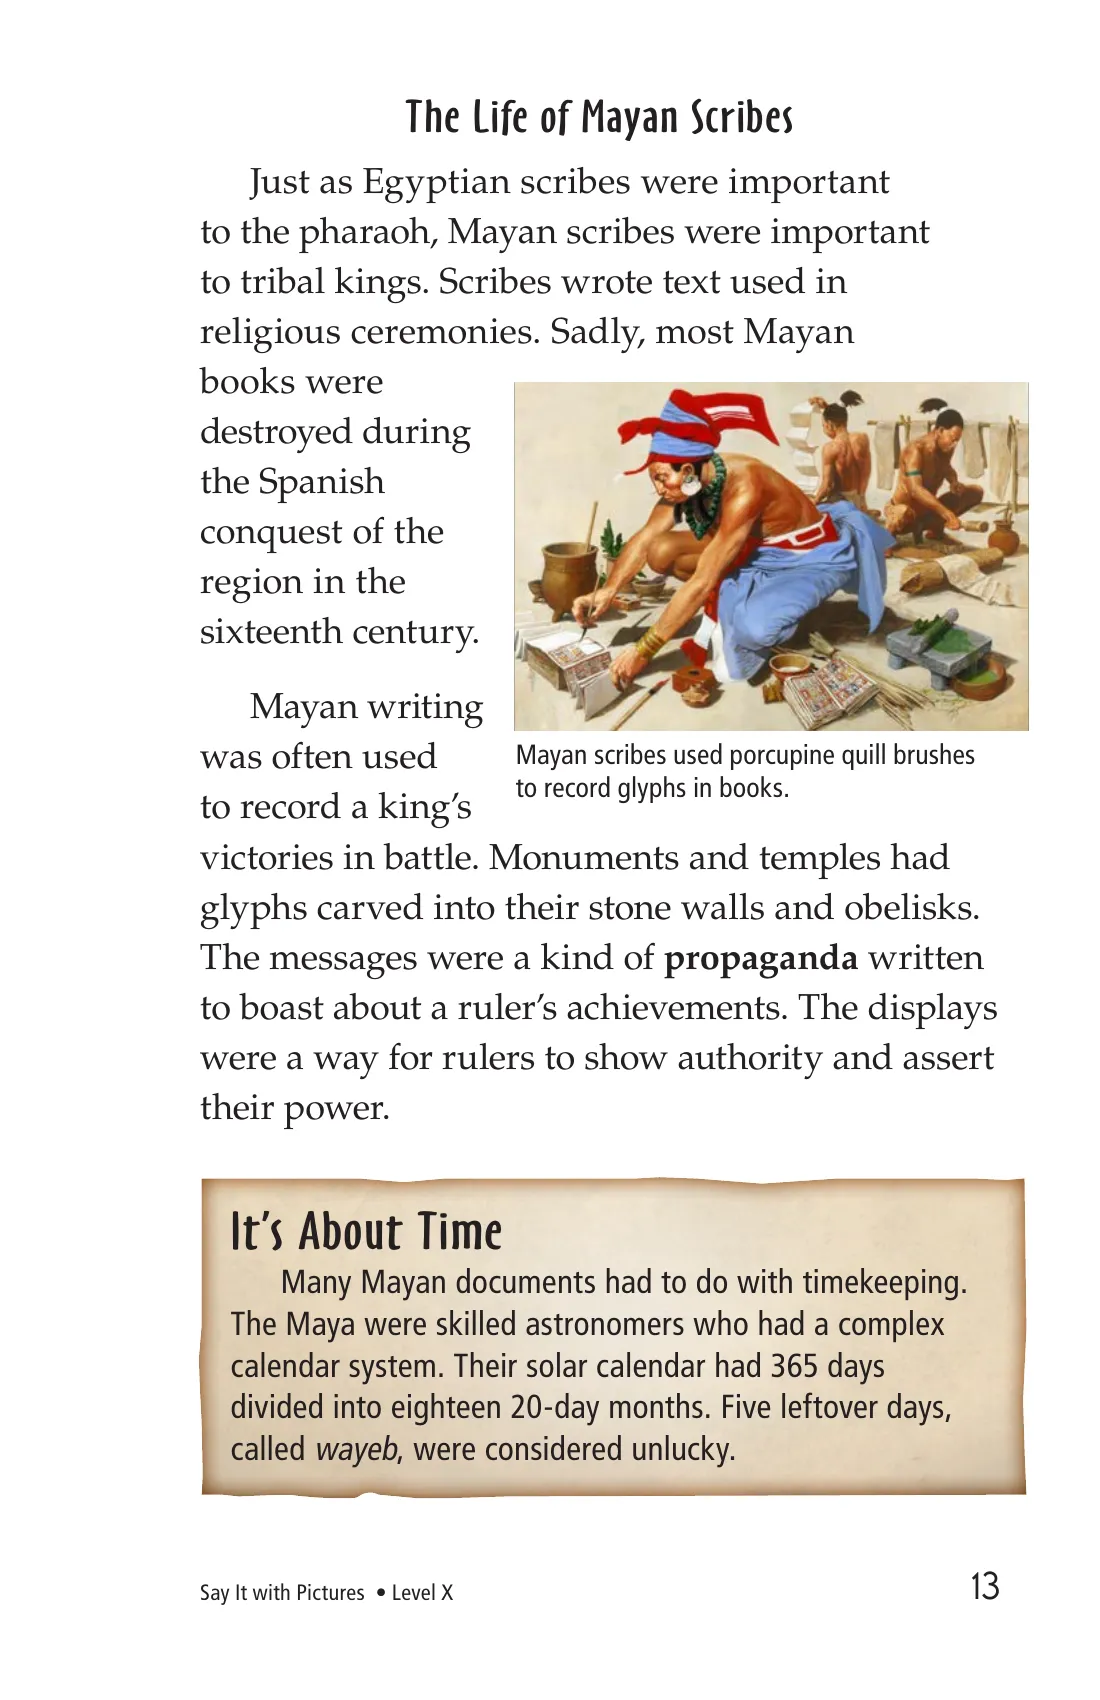 The Life of Mayan Scribes
Just as Egyptian scribes were important
to the pharaoh, Mayan scribes were important
to tribal kings. Scribes wrote text used in
religious ceremonies. Sadly, most Mayan
books were
destroyed during
the Spanish
conquest of the
region in the
sixteenth century.
Mayan writing
was often used
to record a king’s
victories in battle. Monuments and temples had
glyphs carved into their stone walls and obelisks.
The messages were a kind of propaganda written
to boast about a ruler’s achievements. The displays
were a way for rulers to show authority and assert
their power.
Mayan scribes used porcupine quill brushes
to record glyphs in books.
It’s About Time
Many Mayan documents had to do with timekeeping.
The Maya were skilled astronomers who had a complex
calendar system. Their solar calendar had 365 days
divided into eighteen 20-day months. Five leftover days,
called wayeb, were considered unlucky.
Say It with Pictures • Level X
13